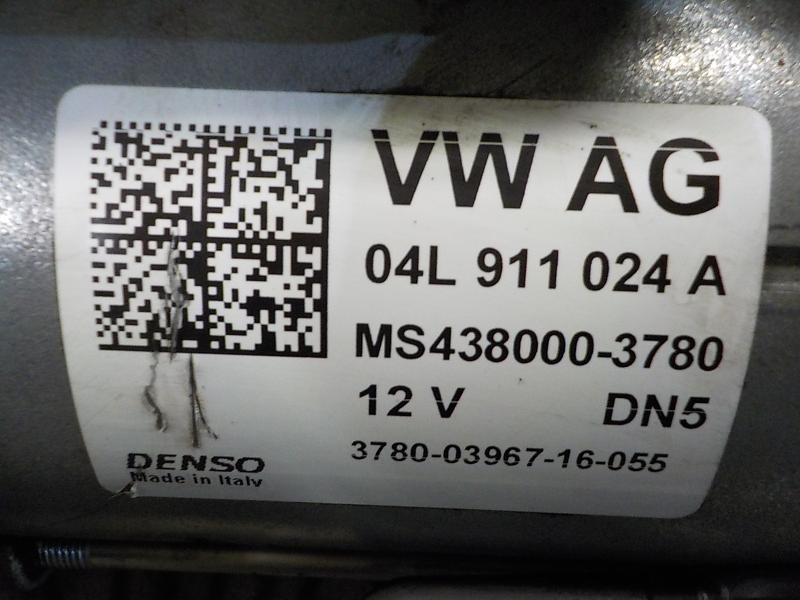 VW AG
04L 911 024 A
MS438000-3780
12 V DN5
3780-03967-16-055
DENSO
Made in Italy